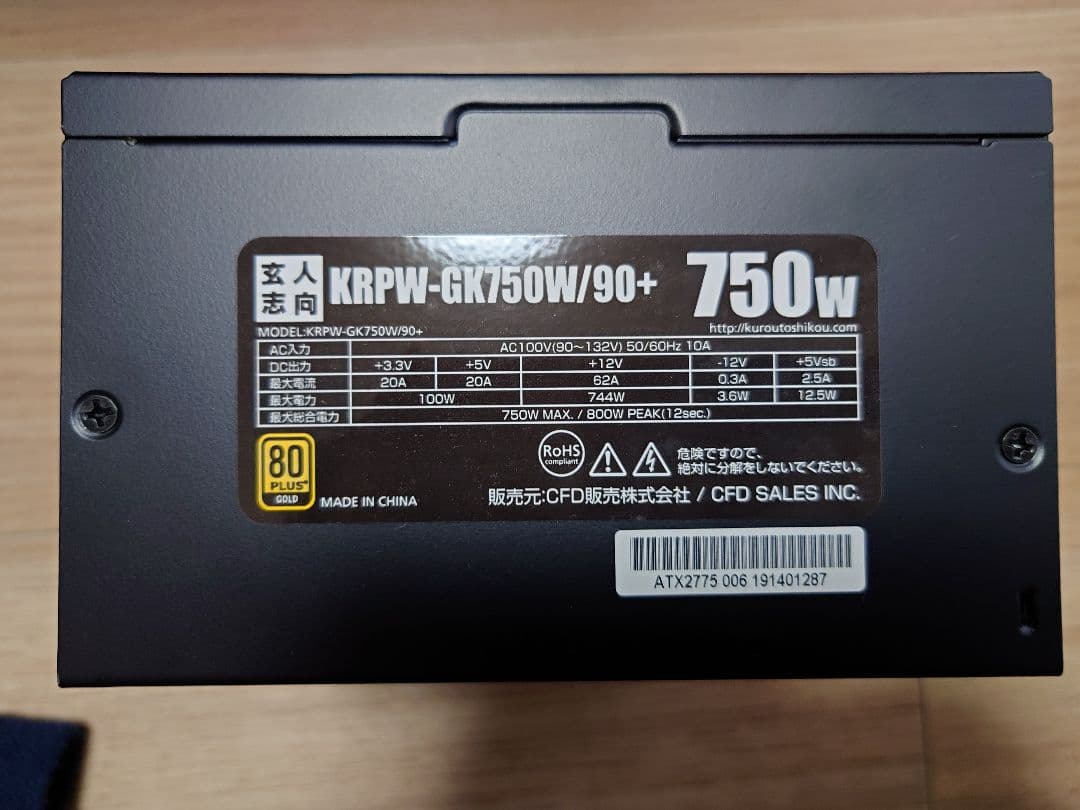 玄人
志向
KRPW-GK750W/90+ 750W
http://kuroutoshikou.com
MODEL:KRPW-GK750W/90+
AC入力 AC100V(90~132V) 50/60Hz 10A
DC出力 +3.3V +5V +12V -12V +5Vsb
最大電流 20A 20A 62A 0.3A 2.5A
最大電力 100W 744W 3.6W 12.5W
最大総合電力 750W MAX. / 800W PEAK(12sec.)
80
PLUS
GOLD
MADE IN CHINA
RoHS
compliant
危険ですので、
絶対に分解をしないでください。
販売元:CFD販売株式会社 / CFD SALES INC.
ATX2775 006 191401287